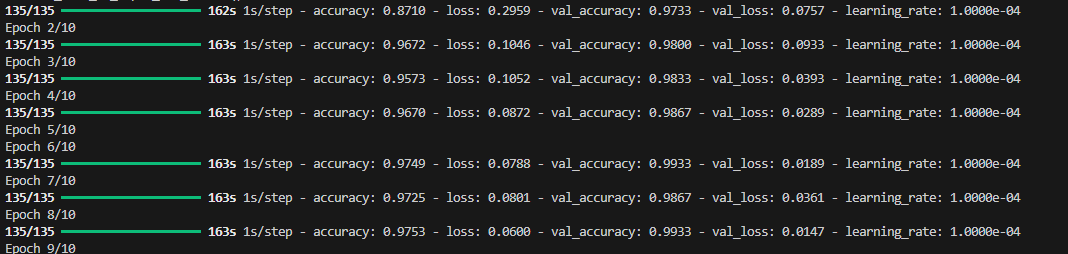 135/135 162s 1s/step - accuracy: 0.8710 - loss: 0.2959 - val_accuracy: 0.9733 - val_loss: 0.0757 - learning_rate: 1.0000e-04
Epoch 2/10
135/135 163s 1s/step - accuracy: 0.9672 - loss: 0.1046 - val_accuracy: 0.9800 - val_loss: 0.0933 - learning_rate: 1.0000e-04
Epoch 3/10
135/135 163s 1s/step - accuracy: 0.9573 - loss: 0.1052 - val_accuracy: 0.9833 - val_loss: 0.0393 - learning_rate: 1.0000e-04
Epoch 4/10
135/135 163s 1s/step - accuracy: 0.9670 - loss: 0.0872 - val_accuracy: 0.9867 - val_loss: 0.0289 - learning_rate: 1.0000e-04
Epoch 5/10
Epoch 6/10
135/135 163s 1s/step - accuracy: 0.9749 - loss: 0.0788 - val_accuracy: 0.9933 - val_loss: 0.0189 - learning_rate: 1.0000e-04
Epoch 7/10
135/135 163s 1s/step - accuracy: 0.9725 - loss: 0.0801 - val_accuracy: 0.9867 - val_loss: 0.0361 - learning_rate: 1.0000e-04
Epoch 8/10
135/135 163s 1s/step - accuracy: 0.9753 - loss: 0.0600 - val_accuracy: 0.9933 - val_loss: 0.0147 - learning_rate: 1.0000e-04
Epoch 9/10